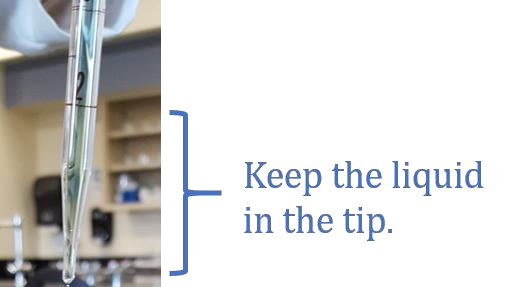 2
Keep the liquid
in the tip.